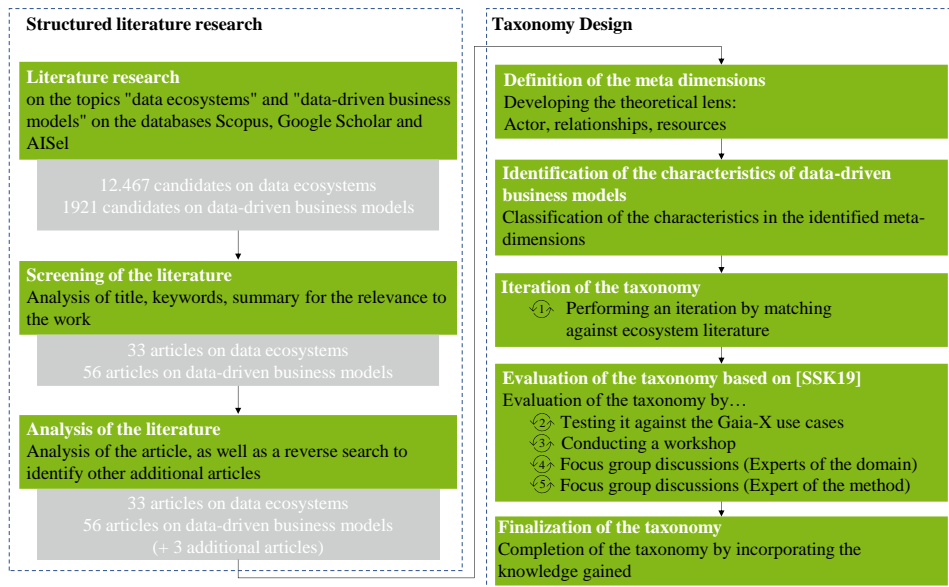 Structured literature research
Literature research
on the topics "data ecosystems" and "data-driven business
models" on the databases Scopus, Google Scholar and
AISel
12.467 candidates on data ecosystems
1921 candidates on data-driven business models
Screening of the literature
Analysis of title, keywords, summary for the relevance to
the work
33 articles on data ecosystems
56 articles on data-driven business models
Analysis of the literature
Analysis of the article, as well as a reverse search to
identify other additional articles
33 articles on data ecosystems
56 articles on data-driven business models
(+ 3 additional articles)
Taxonomy Design
Definition of the meta dimensions
Developing the theoretical lens:
Actor, relationships, resources
Identification of the characteristics of data-driven
business models
Classification of the characteristics in the identified meta-
dimensions
Iteration of the taxonomy
1 Performing an iteration by matching
against ecosystem literature
Evaluation of the taxonomy based on [SSK19]
Evaluation of the taxonomy by…
2 Testing it against the Gaia-X use cases
3 Conducting a workshop
4 Focus group discussions (Experts of the domain)
5 Focus group discussions (Expert of the method)
Finalization of the taxonomy
Completion of the taxonomy by incorporating the
knowledge gained